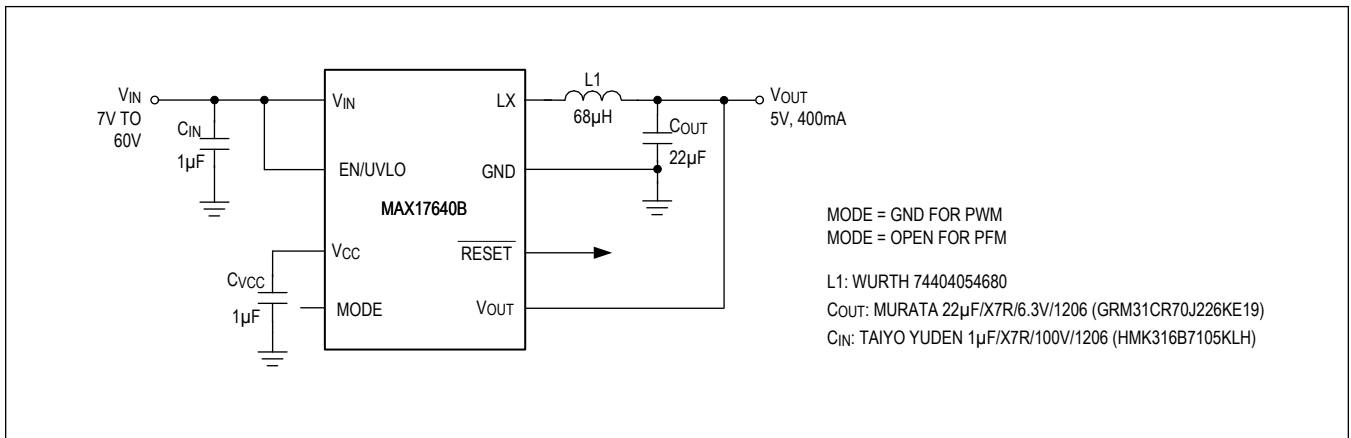 VIN
7V TO
60V
CIN
1µF
VIN
EN/UVLO
VCC
CVCC
1µF
MODE
MAX17640B
LX
GND
RESET
VOUT
L1
68µH
COUT
22µF
VOUT
5V, 400mA
MODE = GND FOR PWM
MODE = OPEN FOR PFM
L1: WURTH 74404054680
COUT: MURATA 22µF/X7R/6.3V/1206 (GRM31CR70J226KE19)
CIN: TAIYO YUDEN 1µF/X7R/100V/1206 (HMK316B7105KLH)